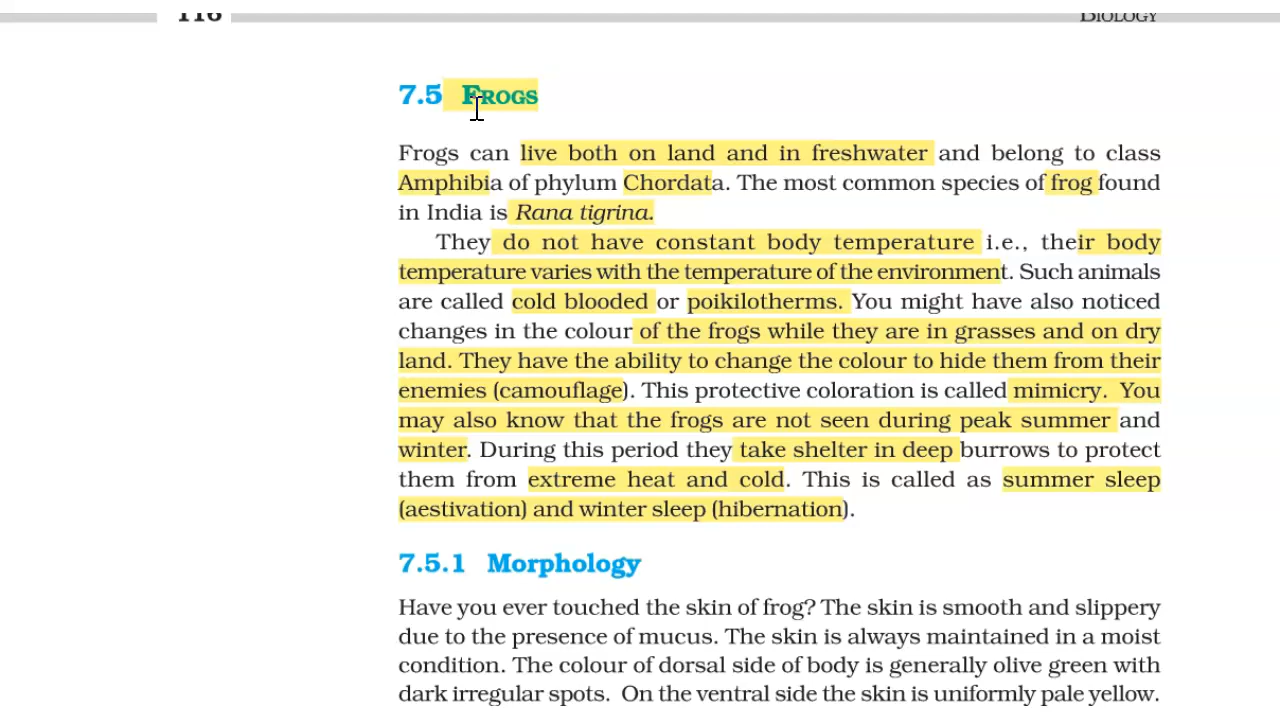 116
BIOLOGY
7.5 FROGS
Frogs can live both on land and in freshwater and belong to class
Amphibia of phylum Chordata. The most common species of frog found
in India is Rana tigrina.
They do not have constant body temperature i.e., their body
temperature varies with the temperature of the environment. Such animals
are called cold blooded or poikilotherms. You might have also noticed
changes in the colour of the frogs while they are in grasses and on dry
land. They have the ability to change the colour to hide them from their
enemies (camouflage). This protective coloration is called mimicry. You
may also know that the frogs are not seen during peak summer and
winter. During this period they take shelter in deep burrows to protect
them from extreme heat and cold. This is called as summer sleep
(aestivation) and winter sleep (hibernation).
7.5.1 Morphology
Have you ever touched the skin of frog? The skin is smooth and slippery
due to the presence of mucus. The skin is always maintained in a moist
condition. The colour of dorsal side of body is generally olive green with
dark irregular spots. On the ventral side the skin is uniformly pale yellow.